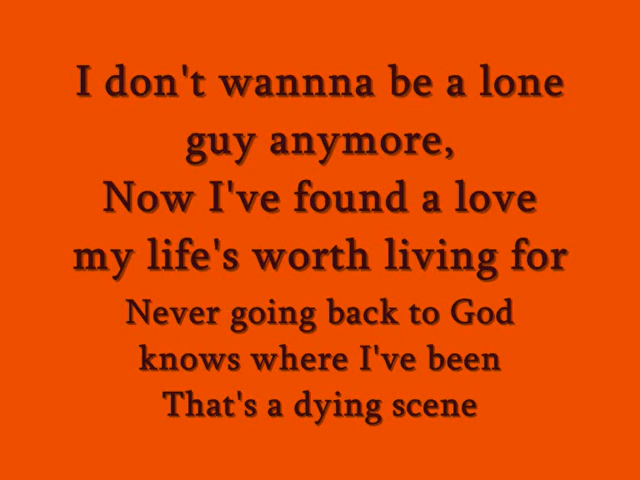 I don't wannna be a lone
guy anymore,
Now I've found a love
my life's worth living for
Never going back to God
knows where I've been
That's a dying scene